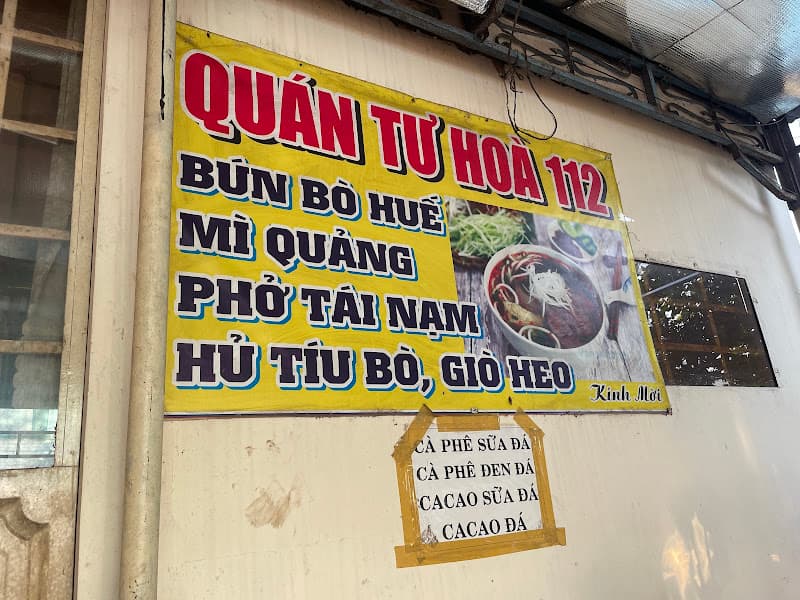 QUÁN TƯ HOÀ 112
BÚN BÒ HUẾ
MÌ QUẢNG
PHỞ TÁI NẠM
HỦ TÍU BÒ, GIÒ HEO
Kính Mời
CÀ PHÊ SỮA ĐÁ
CÀ PHÊ ĐEN ĐÁ
CACAO SỮA ĐÁ
CACAO ĐÁ